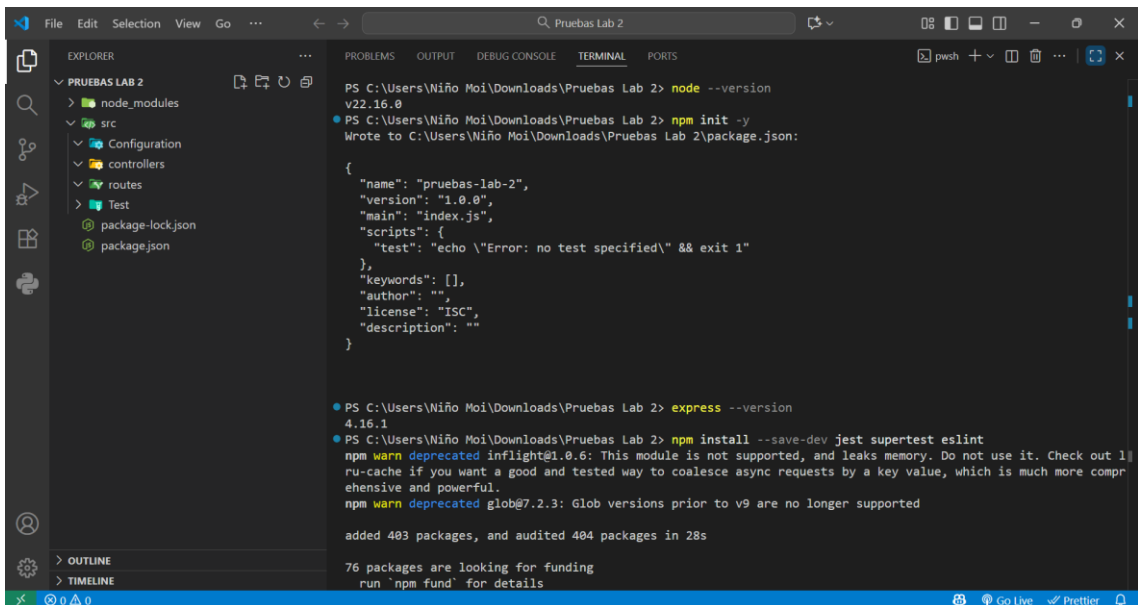 File Edit Selection View Go ...
Pruebas Lab 2
EXPLORER
PRUEBAS LAB 2
node_modules
src
Configuration
controllers
routes
Test
package-lock.json
package.json
OUTLINE
TIMELINE
PROBLEMS OUTPUT DEBUG CONSOLE TERMINAL PORTS
pwsh
PS C:\Users\Niño Moi\Downloads\Pruebas Lab 2> node --version
v22.16.0
PS C:\Users\Niño Moi\Downloads\Pruebas Lab 2> npm init -y
Wrote to C:\Users\Niño Moi\Downloads\Pruebas Lab 2\package.json:
{
"name": "pruebas-lab-2",
"version": "1.0.0",
"main": "index.js",
"scripts": {
"test": "echo \"Error: no test specified\" && exit 1"
},
"keywords": [],
"author": "",
"license": "ISC",
"description": ""
}
PS C:\Users\Niño Moi\Downloads\Pruebas Lab 2> express --version
4.16.1
PS C:\Users\Niño Moi\Downloads\Pruebas Lab 2> npm install --save-dev jest supertest eslint
npm warn deprecated inflight@1.0.6: This module is not supported, and leaks memory. Do not use it. Check out l
ru-cache if you want a good and tested way to coalesce async requests by a key value, which is much more compr
ehensive and powerful.
npm warn deprecated glob@7.2.3: Glob versions prior to v9 are no longer supported
added 403 packages, and audited 404 packages in 28s
76 packages are looking for funding
run `npm fund` for details
0 0 Go Live Prettier